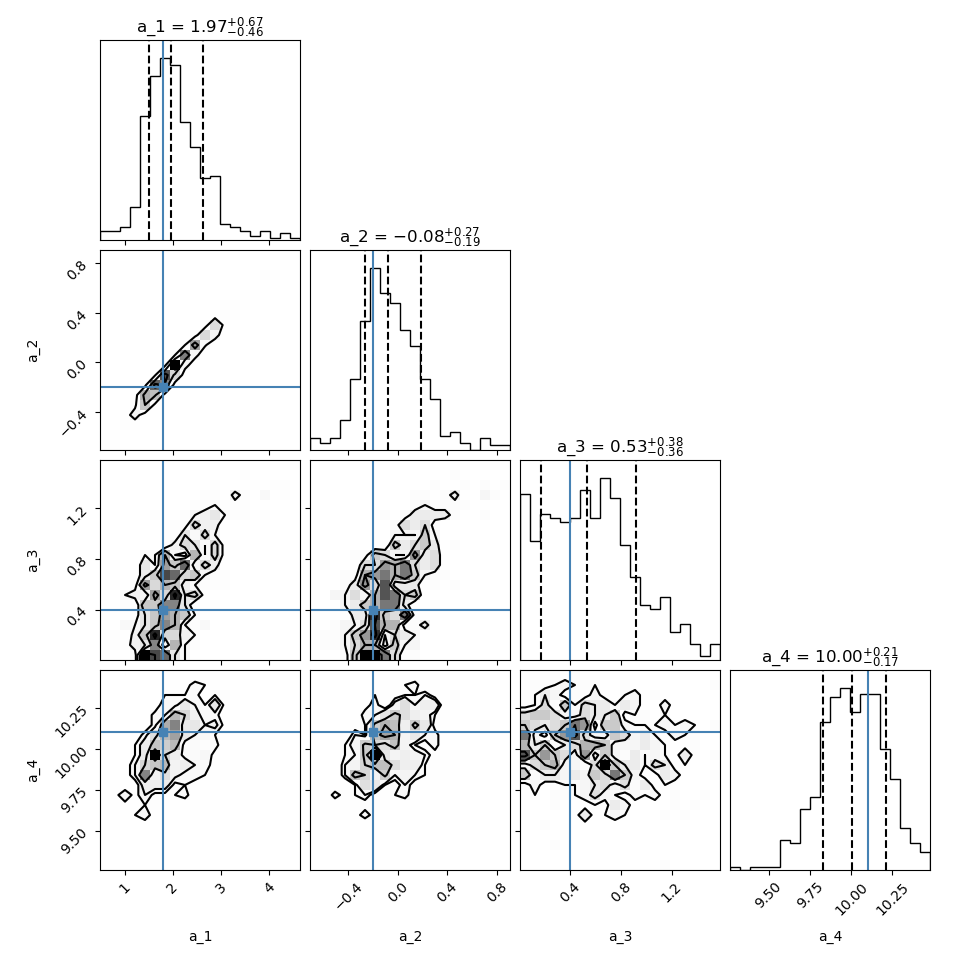 a_1 = 1.97+0.67−0.46
a_2 = −0.08+0.27−0.19
0.8
0.4
0.0
−0.4
a_2
a_3 = 0.53+0.38−0.36
1.2
0.8
0.4
a_3
a_4 = 10.00+0.21−0.17
10.25
10.00
9.75
9.50
a_4
1 2 3 4
−0.4 0.0 0.4 0.8
0.4 0.8 1.2
9.50 9.75 10.00 10.25
a_1 a_2 a_3 a_4